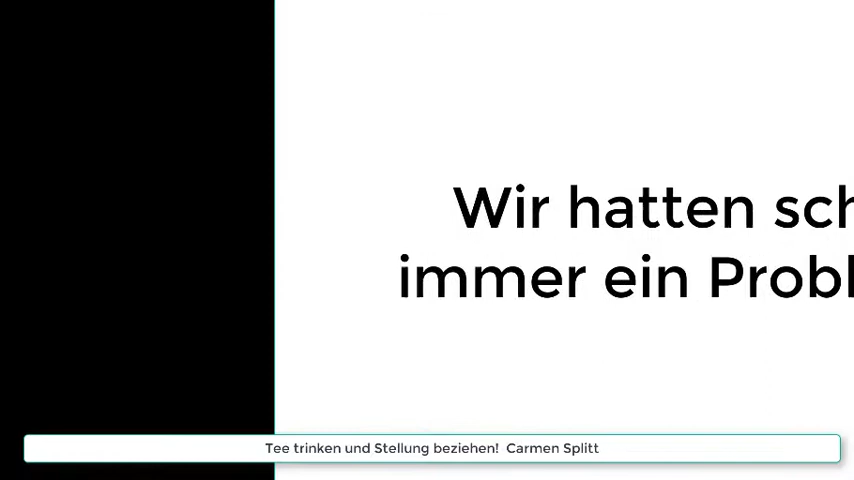 Wir hatten sch
immer ein Probl
Tee trinken und Stellung beziehen! Carmen Splitt